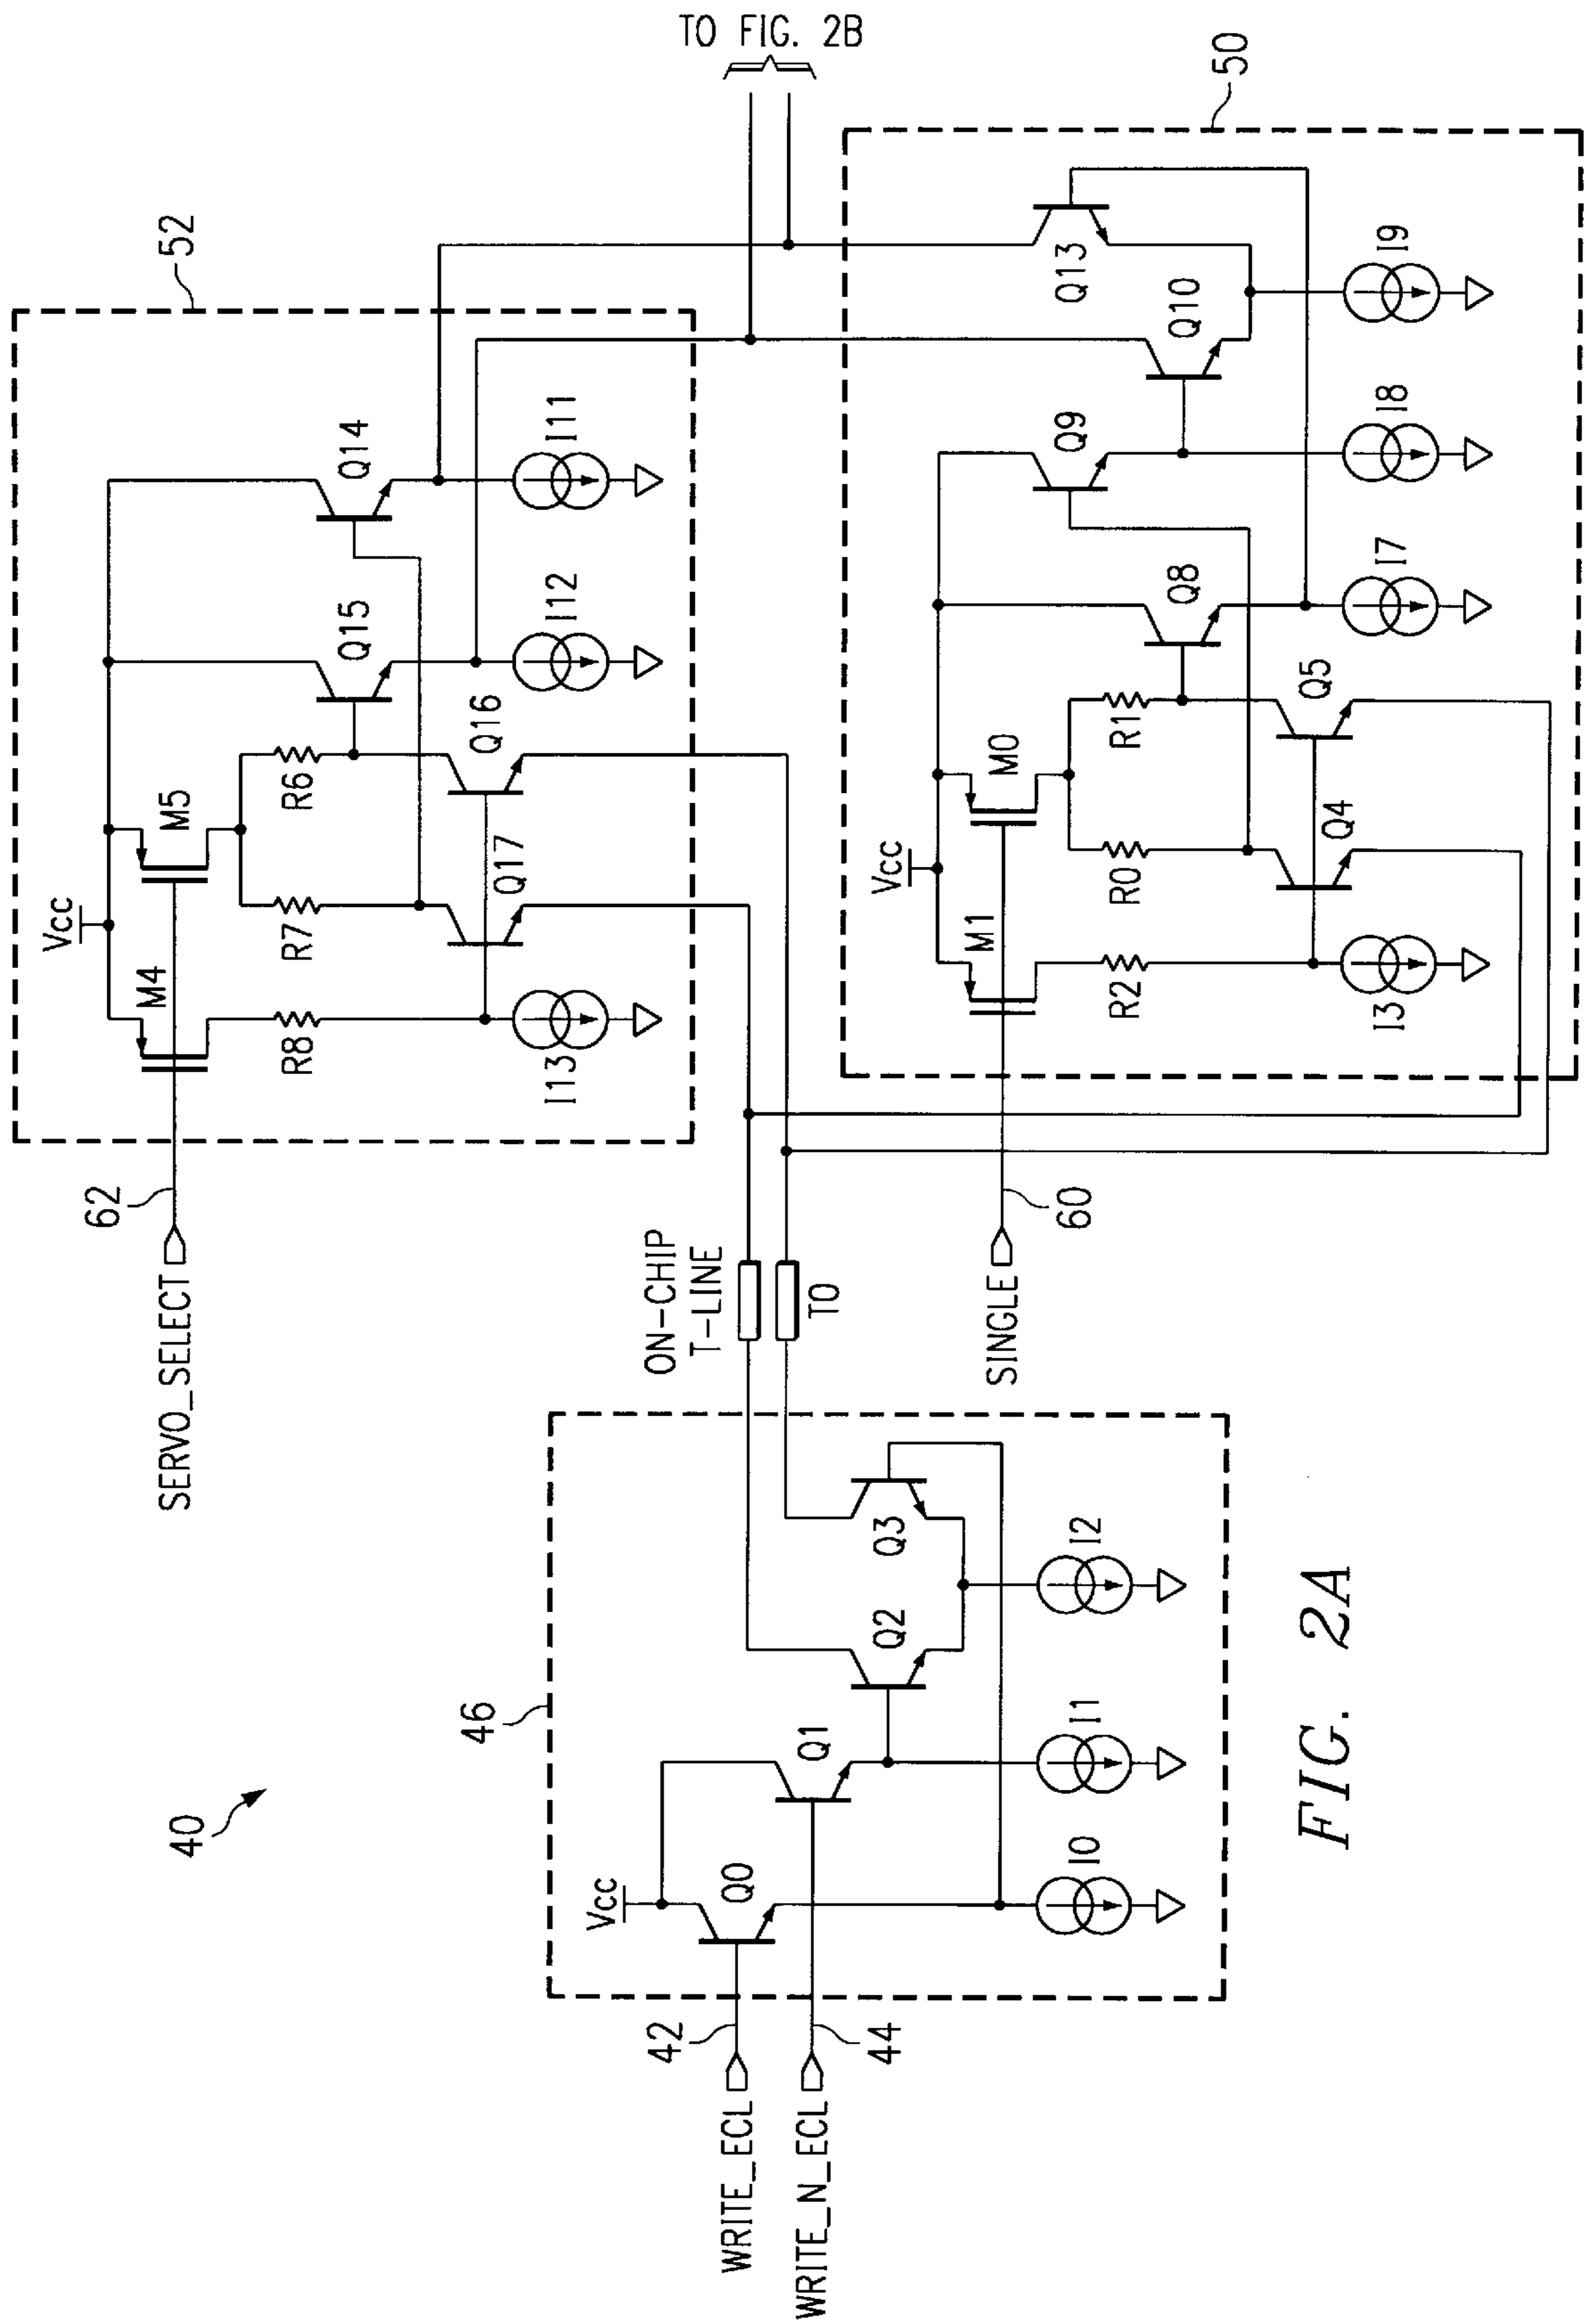 40
SERVO_SELECT
62
52
Vcc
M4
M5
R8
R7
R6
Q17
Q16
Q15
Q14
I13
I12
I11
TO FIG. 2B
ON-CHIP
T-LINE
TO
46
WRITE_ECL
42
WRITE_N_ECL
44
Vcc
Q0
Q1
Q2
Q3
I0
I1
I2
SINGLE
60
50
Vcc
M1
M0
R2
R0
R1
Q4
Q5
Q8
Q9
Q10
Q13
I3
I7
I8
I9
FIG. 2A